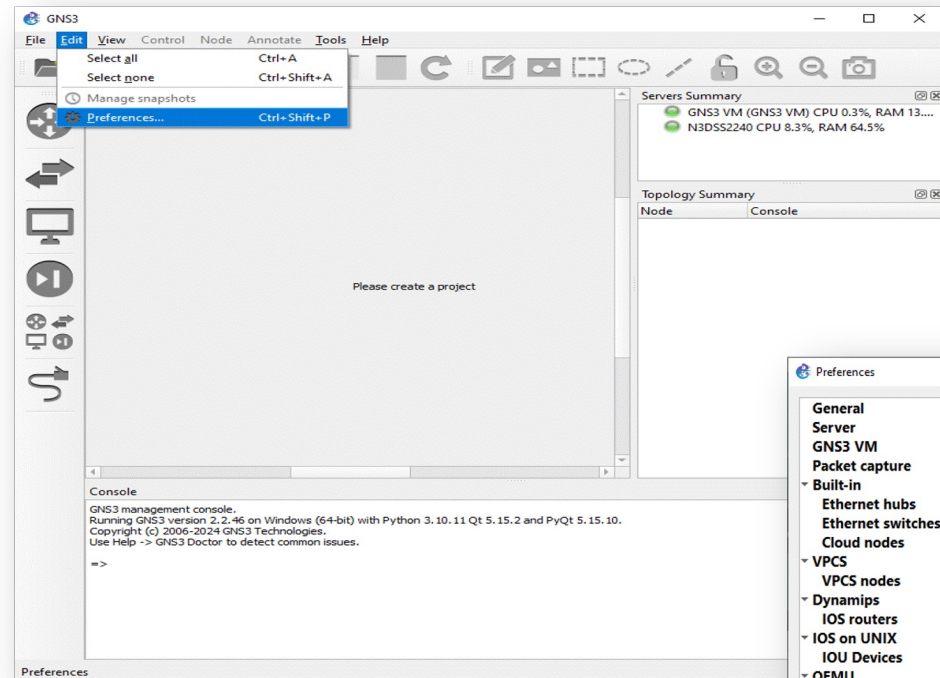 GNS3
File Edit View Control Node Annotate Tools Help
Select all Ctrl+A
Select none Ctrl+Shift+A
Manage snapshots
Preferences... Ctrl+Shift+P
Servers Summary
GNS3 VM (GNS3 VM) CPU 0.3%, RAM 13....
N3DSS2240 CPU 8.3%, RAM 64.5%
Topology Summary
Node Console
Please create a project
Console
GNS3 management console.
Running GNS3 version 2.2.46 on Windows (64-bit) with Python 3.10.11 Qt 5.15.2 and PyQt 5.15.10.
Copyright (c) 2006-2024 GNS3 Technologies.
Use Help -> GNS3 Doctor to detect common issues.
=>
Preferences
Preferences
General
Server
GNS3 VM
Packet capture
Built-in
Ethernet hubs
Ethernet switches
Cloud nodes
VPCS
VPCS nodes
Dynamips
IOS routers
IOS on UNIX
IOU Devices
QEMU